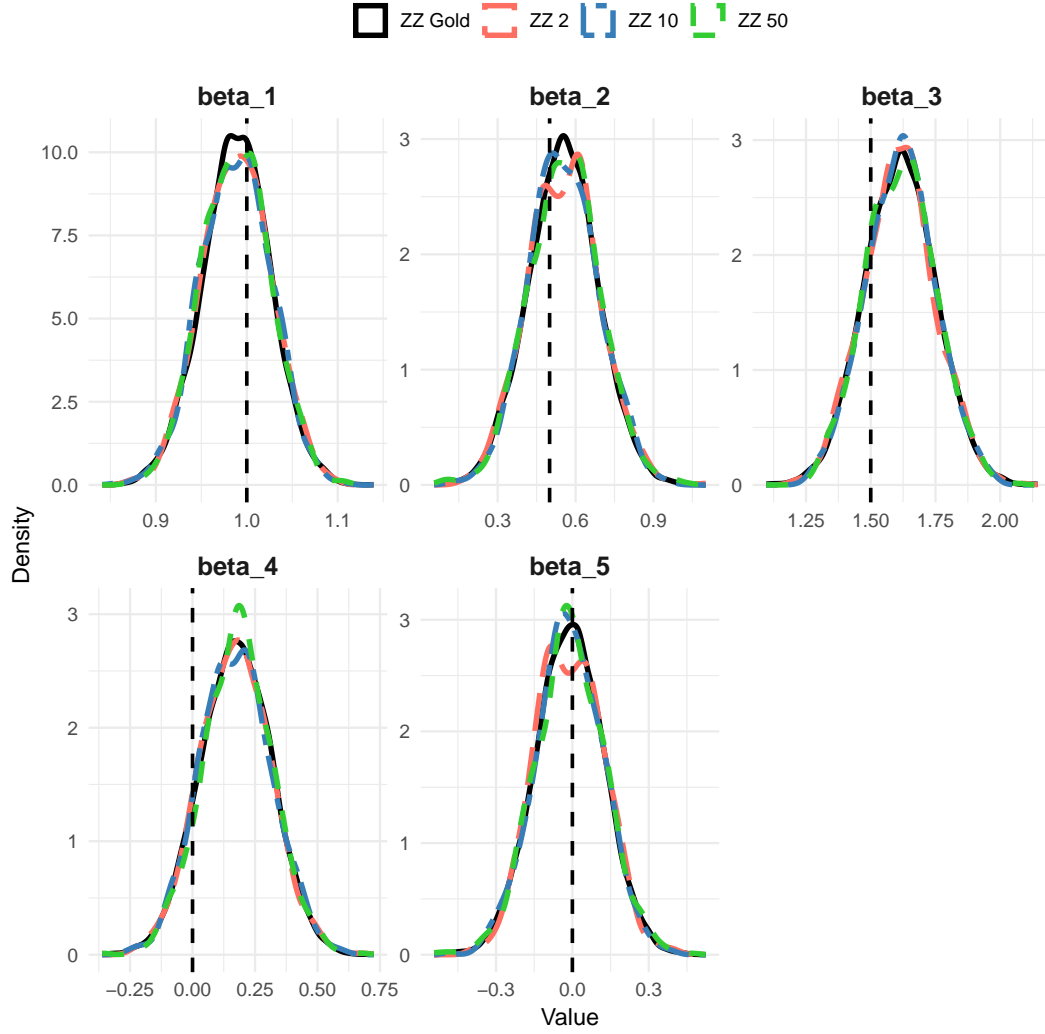 ZZ Gold ZZ 2 ZZ 10 ZZ 50
beta_1 beta_2 beta_3
10.0 3 3
7.5 2 2
5.0
2.5 1 1
0.0 0 0
0.9 1.0 1.1 0.3 0.6 0.9 1.25 1.50 1.75 2.00
Density
beta_4 beta_5
3 3
2 2
1 1
0 0
−0.25 0.00 0.25 0.50 0.75 −0.3 0.0 0.3
Value